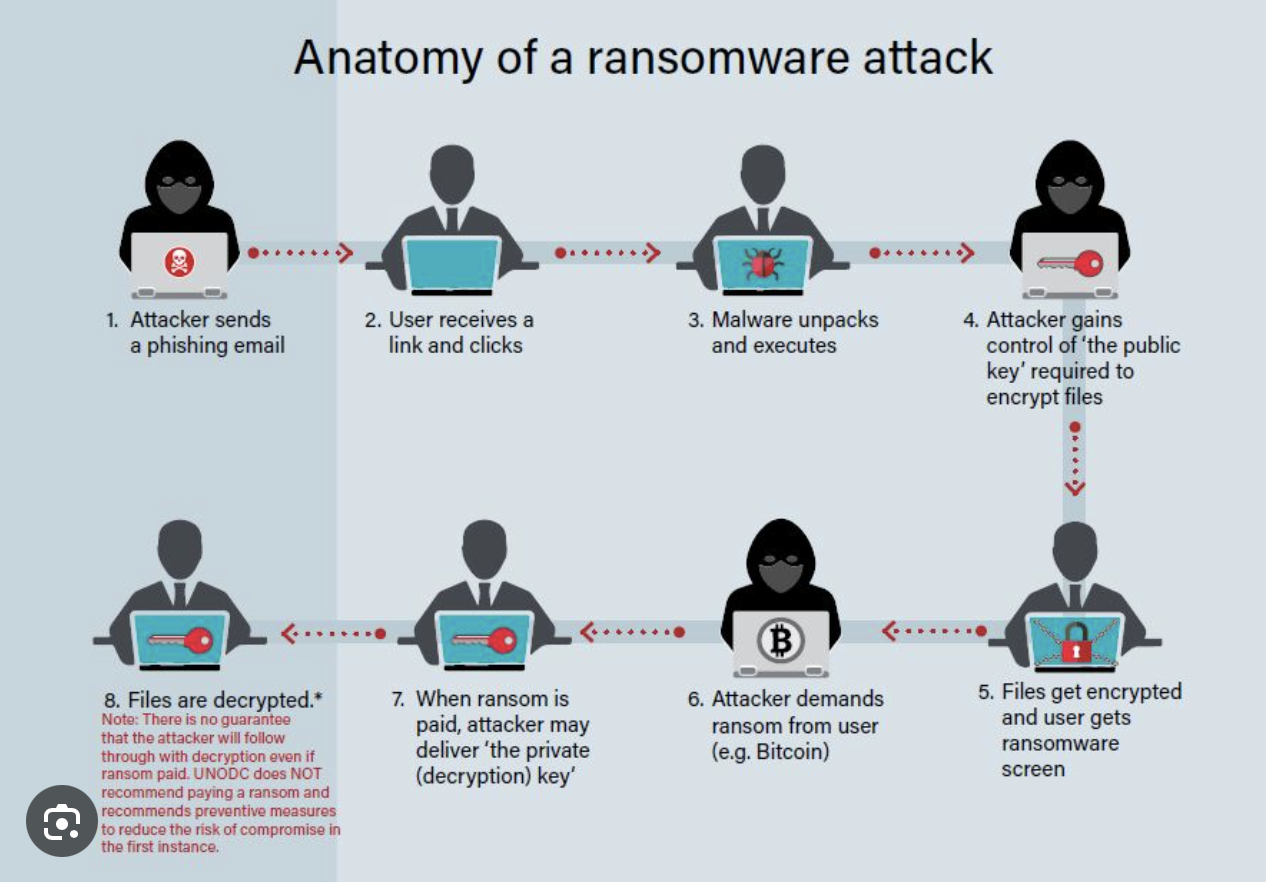 Anatomy of a ransomware attack
1. Attacker sends
a phishing email
2. User receives a
link and clicks
3. Malware unpacks
and executes
4. Attacker gains
control of ‘the public
key’ required to
encrypt files
5. Files get encrypted
and user gets
ransomware
screen
6. Attacker demands
ransom from user
(e.g. Bitcoin)
7. When ransom is
paid, attacker may
deliver ‘the private
(decryption) key’
8. Files are decrypted.*
Note: There is no guarantee
that the attacker will follow
through with decryption even if
ransom paid. UNODC does NOT
recommend paying a ransom and
recommends preventive measures
to reduce the risk of compromise in
the first instance.